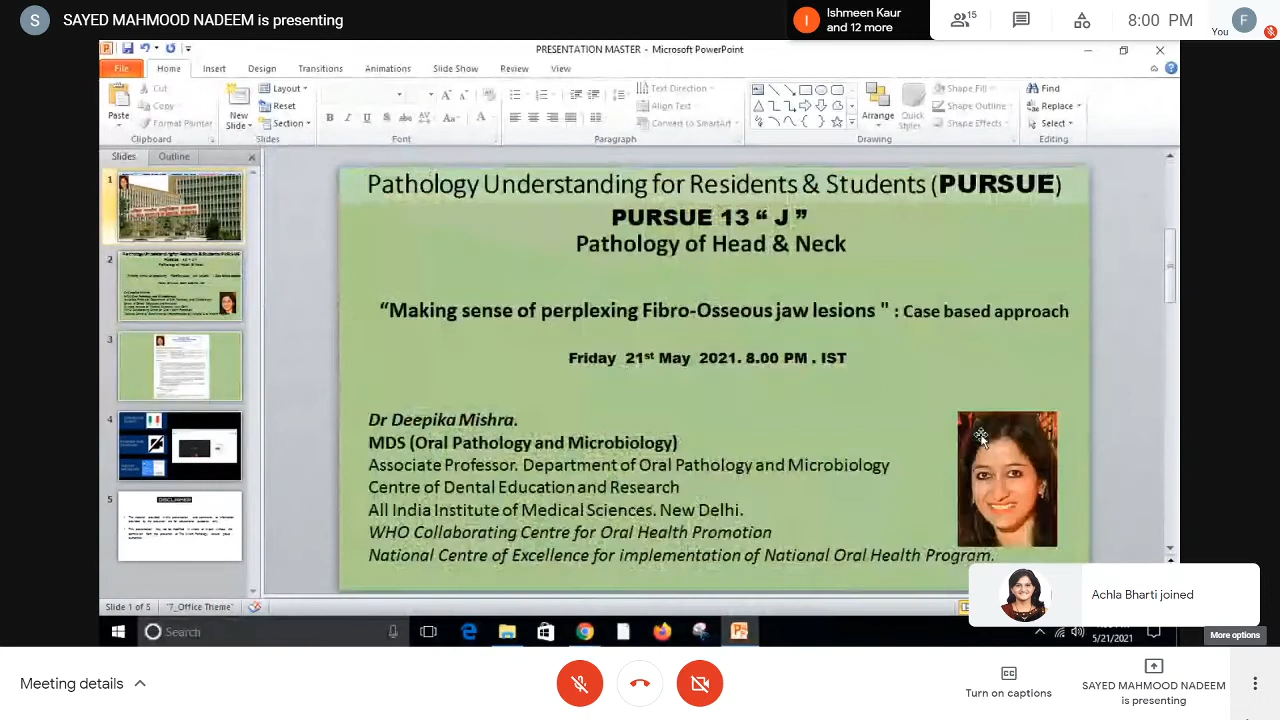 S SAYED MAHMOOD NADEEM is presenting
I Ishmeen Kaur
and 12 more
15
8:00 PM
You
F
PRESENTATION MASTER - Microsoft PowerPoint
File Home Insert Design Transitions Animations Slide Show Review View
Paste
Cut
Copy
Format Painter
Clipboard
New
Slide
Layout
Reset
Section
Slides
B I U S abc AV Aa A
Font
Text Direction
Align Text
Convert to SmartArt
Paragraph
Arrange
Quick
Styles
Shape Fill
Shape Outline
Shape Effects
Drawing
Find
Replace
Select
Editing
Slides Outline
1
2
3
4
5
DISCLAIMER
Pathology Understanding for Residents & Students (PURSUE)
PURSUE 13 “ J ”
Pathology of Head & Neck
“Making sense of perplexing Fibro-Osseous jaw lesions " : Case based approach
Friday 21st May 2021. 8.00 PM . IST
Dr Deepika Mishra.
MDS (Oral Pathology and Microbiology)
Associate Professor. Department of Oral Pathology and Microbiology
Centre of Dental Education and Research
All India Institute of Medical Sciences. New Delhi.
WHO Collaborating Centre for Oral Health Promotion
National Centre of Excellence for implementation of National Oral Health Program.
Achla Bharti joined
Slide 1 of 5 "7_Office Theme"
More options
Search
5/21/2021
Meeting details
CC
Turn on captions
SAYED MAHMOOD NADEEM
is presenting